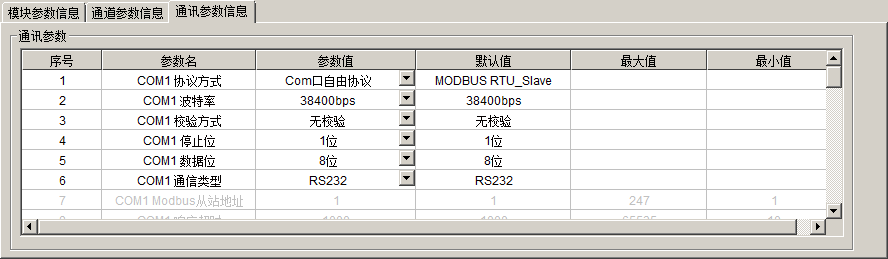 模块参数信息 通道参数信息 通讯参数信息
通讯参数
序号 参数名 参数值 默认值 最大值 最小值
1 COM1 协议方式 Com口自由协议 MODBUS RTU_Slave
2 COM1 波特率 38400bps 38400bps
3 COM1 校验方式 无校验 无校验
4 COM1 停止位 1位 1位
5 COM1 数据位 8位 8位
6 COM1 通信类型 RS232 RS232
7 COM1 Modbus从站地址 1 1 247 1